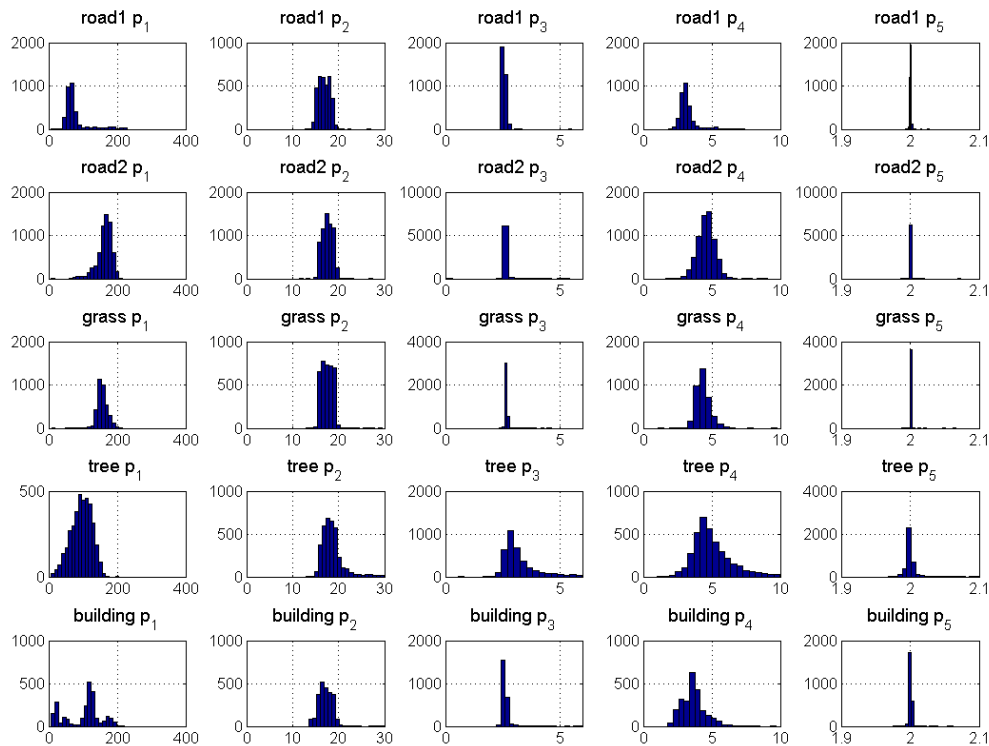 road1 p1 road1 p2 road1 p3 road1 p4 road1 p5
2000 1000 2000 2000 2000
1000 500 1000 1000 1000
0 0 0 0 0
0 200 400 0 10 20 30 0 5 0 5 10 1.9 2 2.1
road2 p1 road2 p2 road2 p3 road2 p4 road2 p5
2000 2000 10000 2000 10000
1000 1000 5000 1000 5000
0 0 0 0 0
0 200 400 0 10 20 30 0 5 0 5 10 1.9 2 2.1
grass p1 grass p2 grass p3 grass p4 grass p5
2000 1000 4000 2000 4000
1000 500 2000 1000 2000
0 0 0 0 0
0 200 400 0 10 20 30 0 5 0 5 10 1.9 2 2.1
tree p1 tree p2 tree p3 tree p4 tree p5
500 1000 2000 1000 4000
500 1000 500 2000
0 0 0 0 0
0 200 400 0 10 20 30 0 5 0 5 10 1.9 2 2.1
building p1 building p2 building p3 building p4 building p5
1000 1000 2000 1000 2000
500 500 1000 500 1000
0 0 0 0 0
0 200 400 0 10 20 30 0 5 0 5 10 1.9 2 2.1